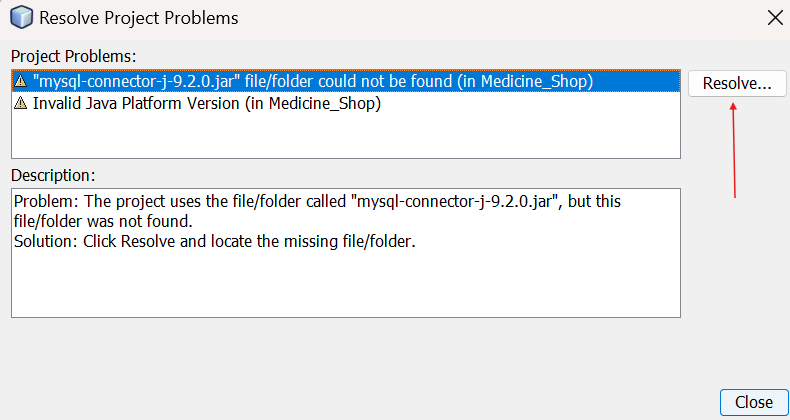 Resolve Project Problems
Project Problems:
"mysql-connector-j-9.2.0.jar" file/folder could not be found (in Medicine_Shop)
Resolve...
Invalid Java Platform Version (in Medicine_Shop)
Description:
Problem: The project uses the file/folder called "mysql-connector-j-9.2.0.jar", but this
file/folder was not found.
Solution: Click Resolve and locate the missing file/folder.
Close